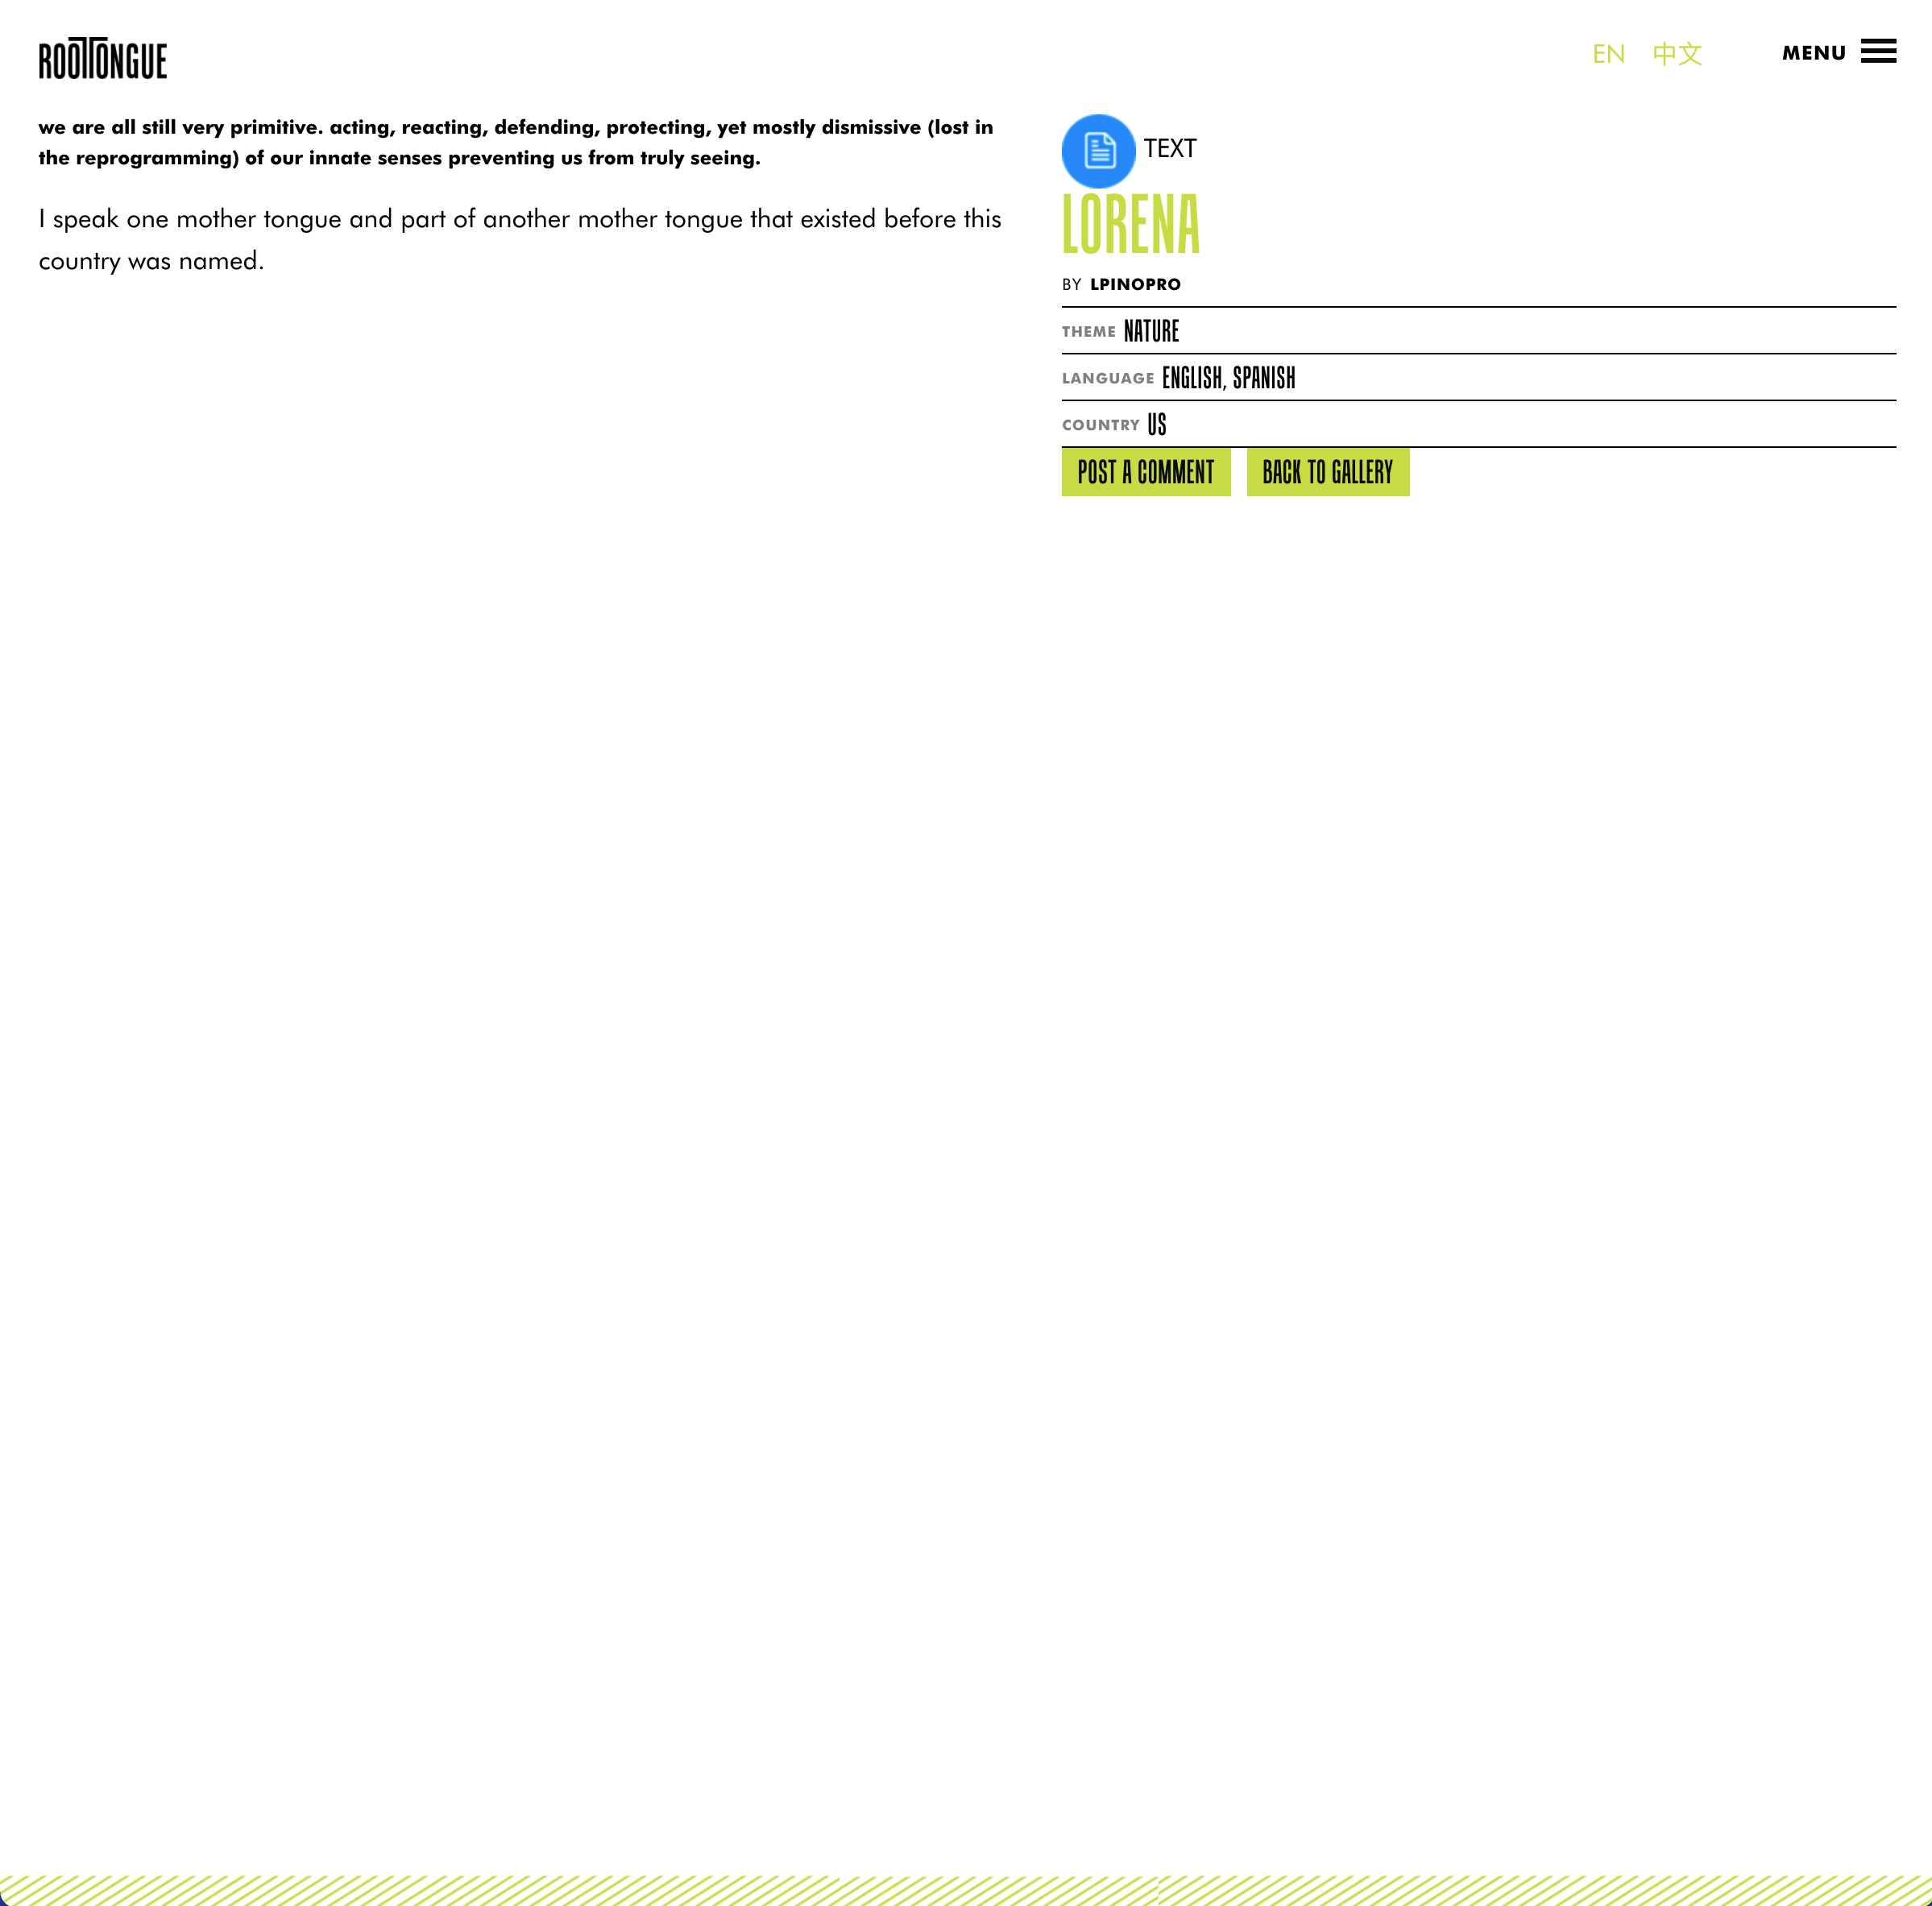 ROOTTONGUE
EN 中文
MENU
we are all still very primitive. acting, reacting, defending, protecting, yet mostly dismissive (lost in
the reprogramming) of our innate senses preventing us from truly seeing.
I speak one mother tongue and part of another mother tongue that existed before this
country was named.
TEXT
LORENA
BY LPINOPRO
THEME NATURE
LANGUAGE ENGLISH, SPANISH
COUNTRY US
POST A COMMENT
BACK TO GALLERY